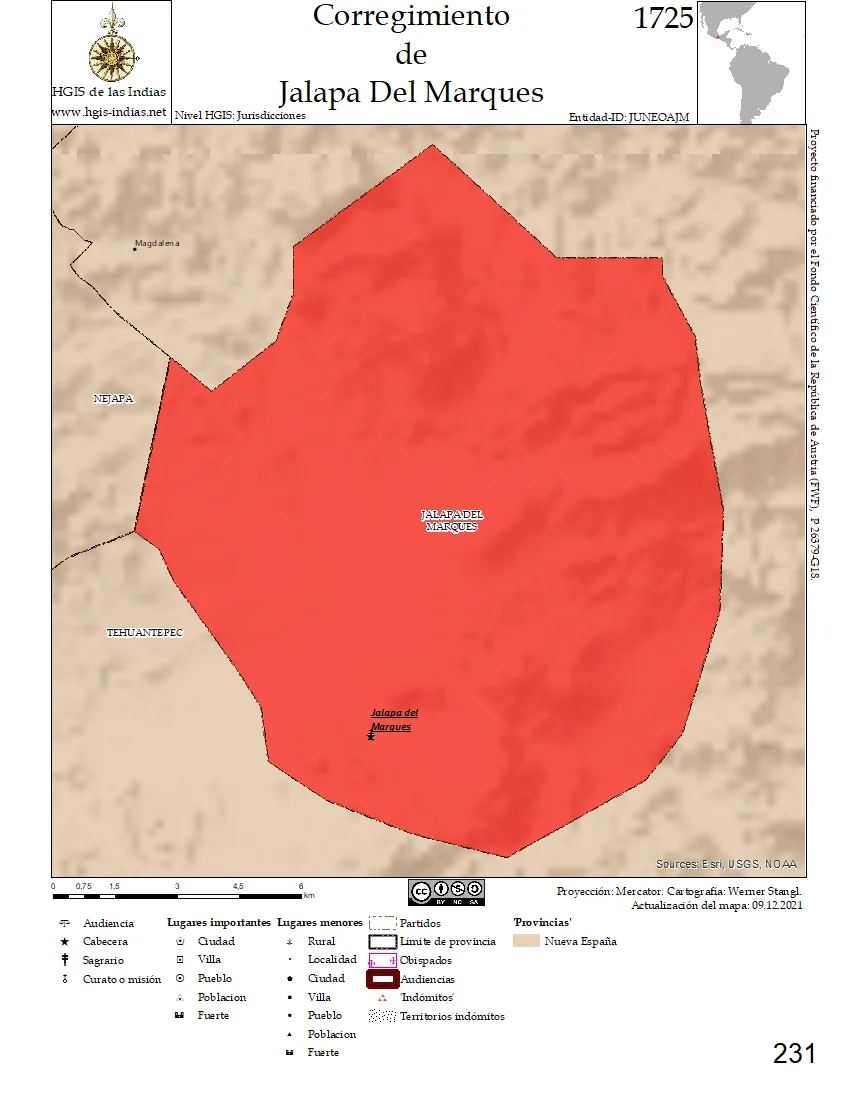 Corregimiento
de
Jalapa Del Marques
1725
HGIS de las Indias
www.hgis-indias.net
Nivel HGIS: Jurisdicciones
Entidad-ID: JUNEOAJM
Proyecto financiado por el Fondo Científico de la República de Austria (FWF), P 26379-G18.
Magdalena
NEJAPA
JALAPA DEL
MARQUES
TEHUANTEPEC
Jalapa del
Marques
Sources: Esri, USGS, NOAA
0 0,75 1,5 3 4,5 6
km
CC BY NC SA
Proyección: Mercator. Cartografía: Werner Stangl.
Actualización del mapa: 09.12.2021
Audiencia
Cabecera
Sagrario
Curato o misión
Lugares importantes
Ciudad
Villa
Pueblo
Poblacion
Fuerte
Lugares menores
Rural
Localidad
Ciudad
Villa
Pueblo
Poblacion
Fuerte
Partidos
Límite de provincia
Obispados
Audiencias
'Indómitos'
Territorios indómitos
'Provincias'
Nueva España
231